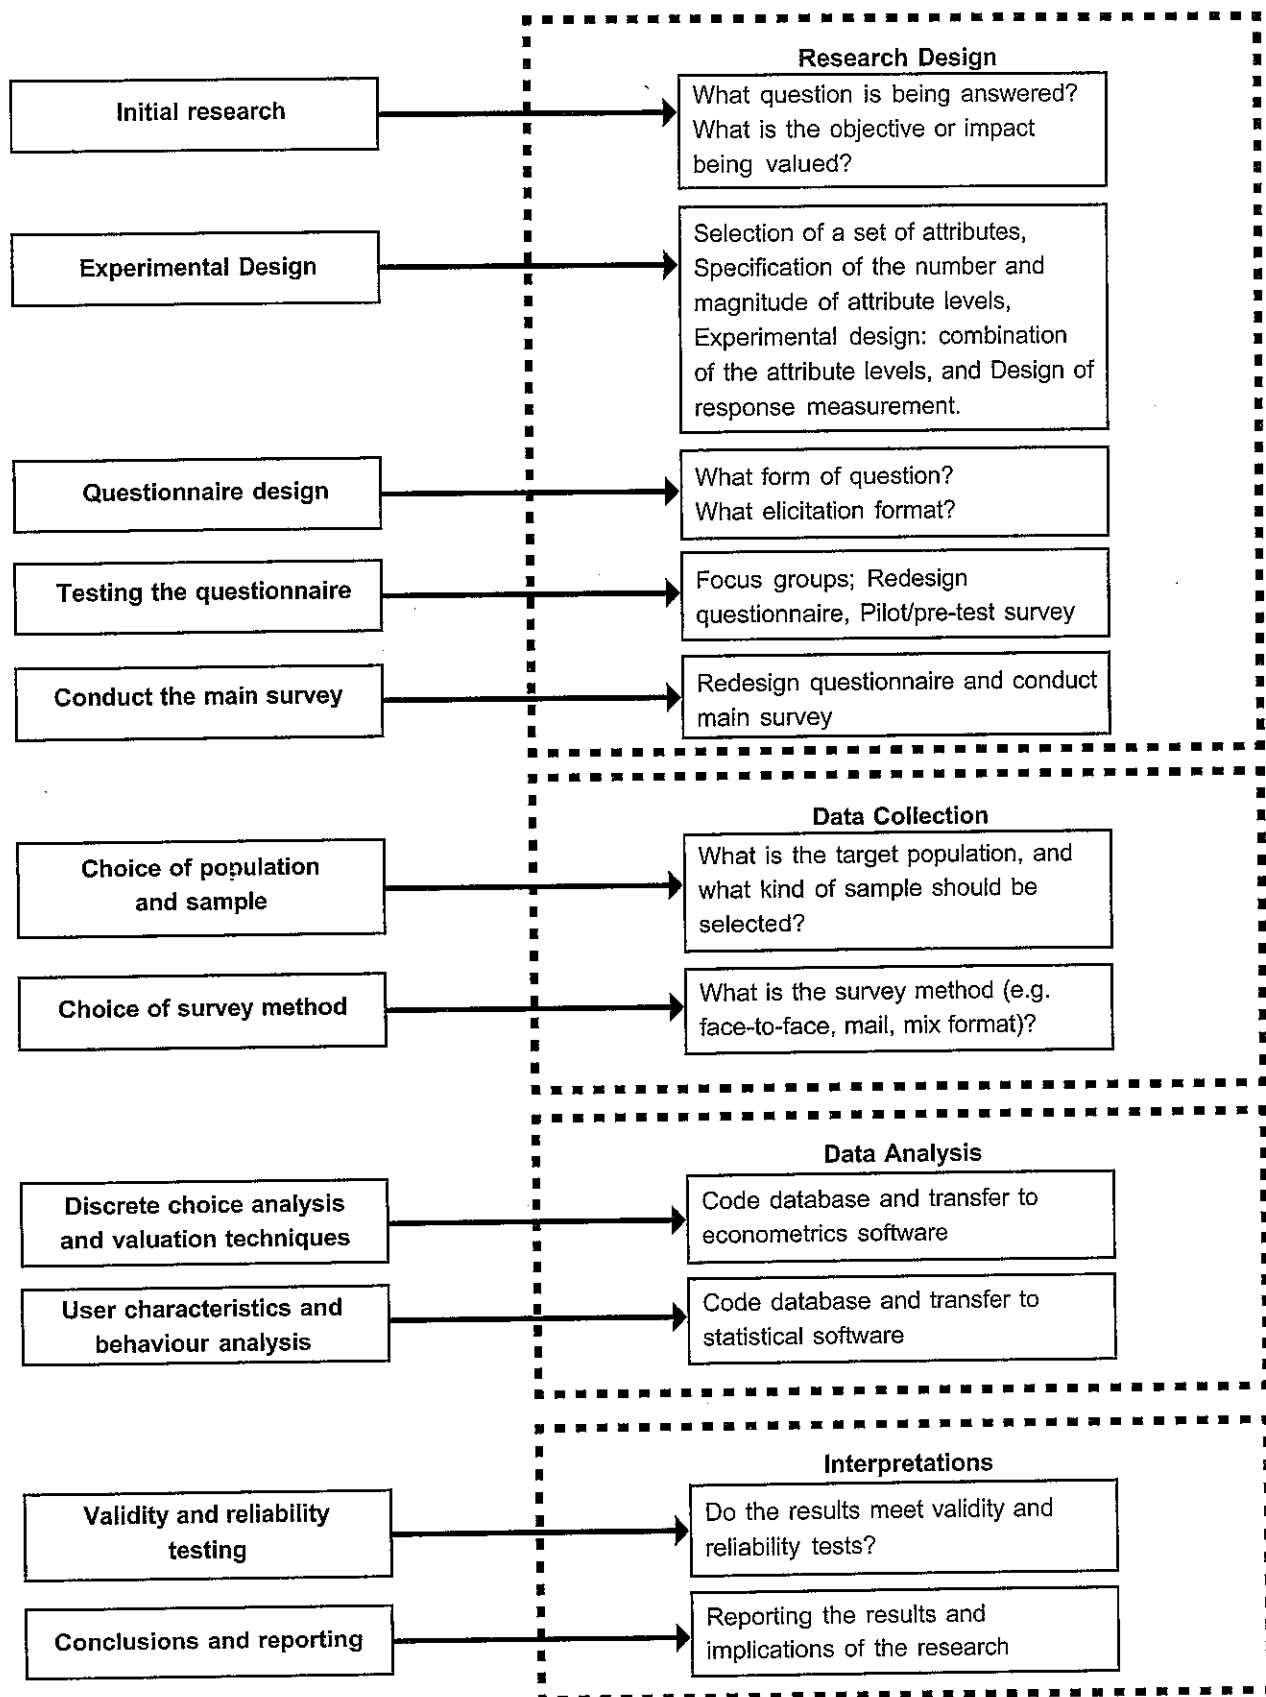 Research Design
Initial research
What question is being answered?
What is the objective or impact
being valued?
Experimental Design
Selection of a set of attributes,
Specification of the number and
magnitude of attribute levels,
Experimental design: combination
of the attribute levels, and Design of
response measurement.
Questionnaire design
What form of question?
What elicitation format?
Testing the questionnaire
Focus groups; Redesign
questionnaire, Pilot/pre-test survey
Conduct the main survey
Redesign questionnaire and conduct
main survey
Data Collection
Choice of population
and sample
What is the target population, and
what kind of sample should be
selected?
Choice of survey method
What is the survey method (e.g.
face-to-face, mail, mix format)?
Data Analysis
Discrete choice analysis
and valuation techniques
Code database and transfer to
econometrics software
User characteristics and
behaviour analysis
Code database and transfer to
statistical software
Interpretations
Validity and reliability
testing
Do the results meet validity and
reliability tests?
Conclusions and reporting
Reporting the results and
implications of the research